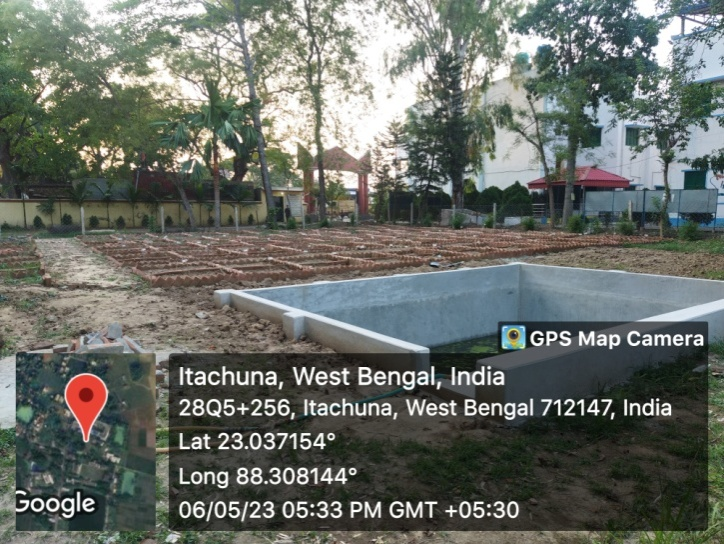 GPS Map Camera
Itachuna, West Bengal, India
28Q5+256, Itachuna, West Bengal 712147, India
Lat 23.037154°
Long 88.308144°
06/05/23 05:33 PM GMT +05:30
Google